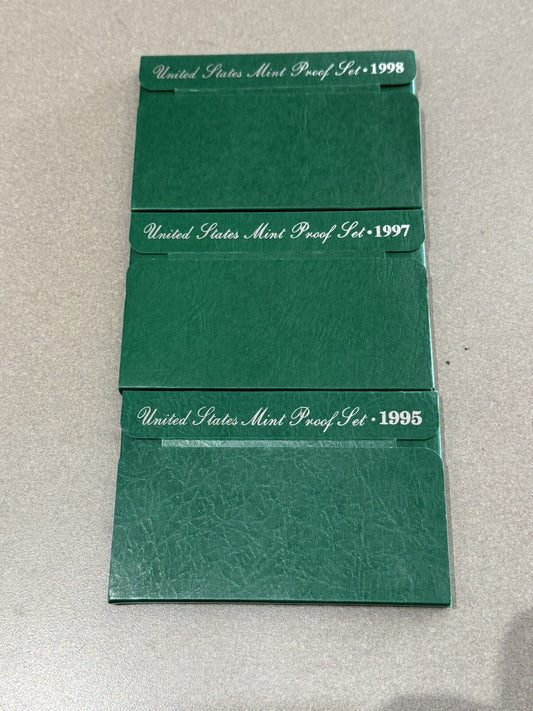 United States Mint Proof Set • 1998
United States Mint Proof Set • 1997
United States Mint Proof Set • 1995